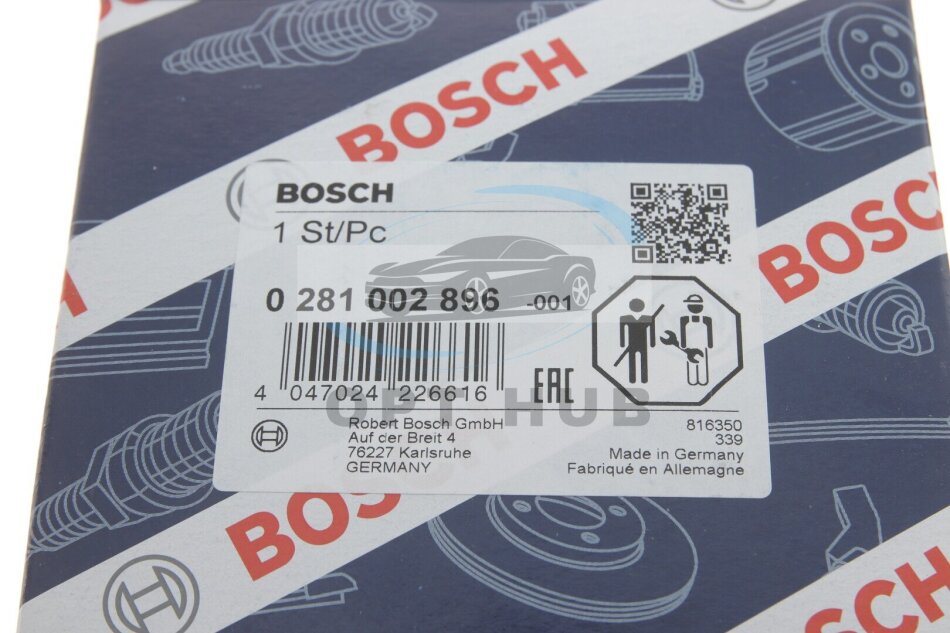 BOSCH
BOSCH
BOSCH
1 St/Pc
0 281 002 896 -001
4 047024 226616
EAC
OPT HUB
Robert Bosch GmbH
Auf der Breit 4
76227 Karlsruhe
GERMANY
816350
339
Made in Germany
Fabriqué en Allemagne
BOSCH
BOSCH